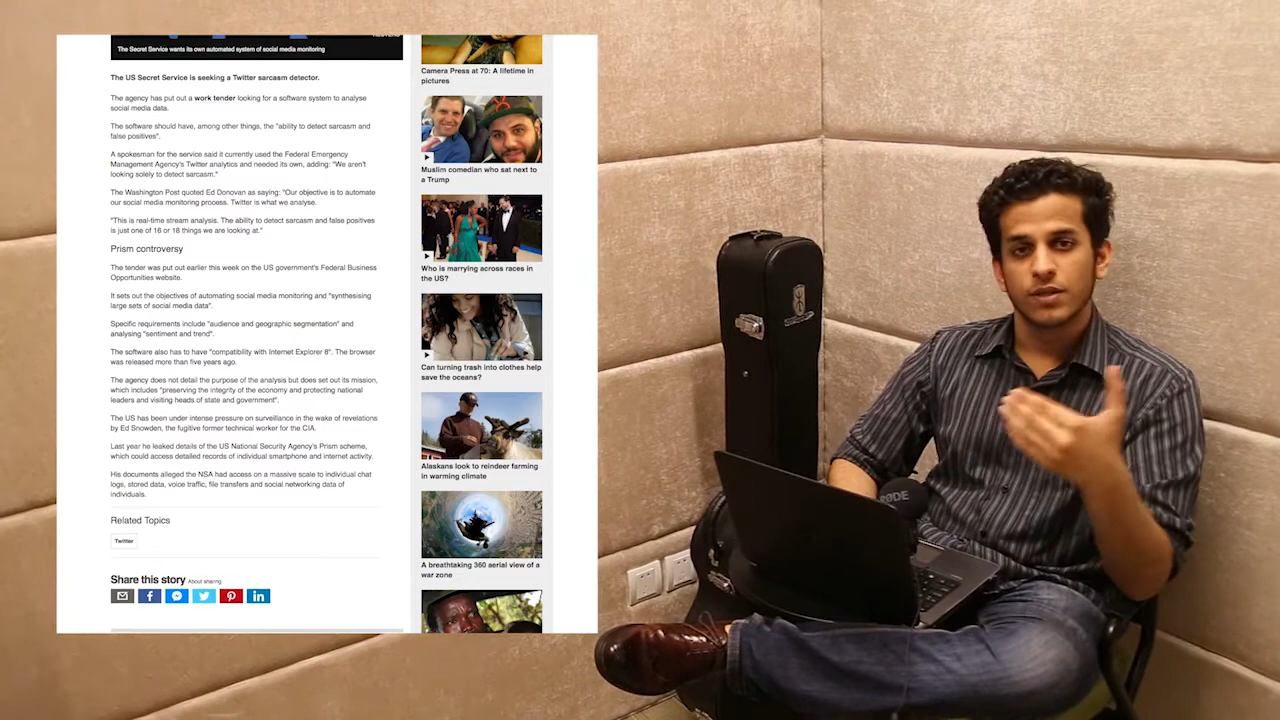 The Secret Service wants its own automated system of social media monitoring
The US Secret Service is seeking a Twitter sarcasm detector.
The agency has put out a work tender looking for a software system to analyse
social media data.
The software should have, among other things, the "ability to detect sarcasm and
false positives".
A spokesman for the service said it currently used the Federal Emergency
Management Agency's Twitter analytics and needed its own, adding: "We aren't
looking solely to detect sarcasm."
The Washington Post quoted Ed Donovan as saying: "Our objective is to automate
our social media monitoring process. Twitter is what we analyse.
"This is real-time stream analysis. The ability to detect sarcasm and false positives
is just one of 16 or 18 things we are looking at."
Prism controversy
The tender was put out earlier this week on the US government's Federal Business
Opportunities website.
It sets out the objectives of automating social media monitoring and "synthesising
large sets of social media data".
Specific requirements include "audience and geographic segmentation" and
analysing "sentiment and trend".
The software also has to have "compatibility with Internet Explorer 8". The browser
was released more than five years ago.
The agency does not detail the purpose of the analysis but does set out its mission,
which includes "preserving the integrity of the economy and protecting national
leaders and visiting heads of state and government".
The US has been under intense pressure on surveillance in the wake of revelations
by Ed Snowden, the fugitive former technical worker for the CIA.
Last year he leaked details of the US National Security Agency's Prism scheme,
which could access detailed records of individual smartphone and internet activity.
His documents alleged the NSA had access on a massive scale to individual chat
logs, stored data, voice traffic, file transfers and social networking data of
individuals.
Related Topics
Twitter
Share this story About sharing
Camera Press at 70: A lifetime in
pictures
Muslim comedian who sat next to
a Trump
Who is marrying across races in
the US?
Can turning trash into clothes help
save the oceans?
Alaskans look to reindeer farming
in warming climate
A breathtaking 360 aerial view of a
war zone
RØDE